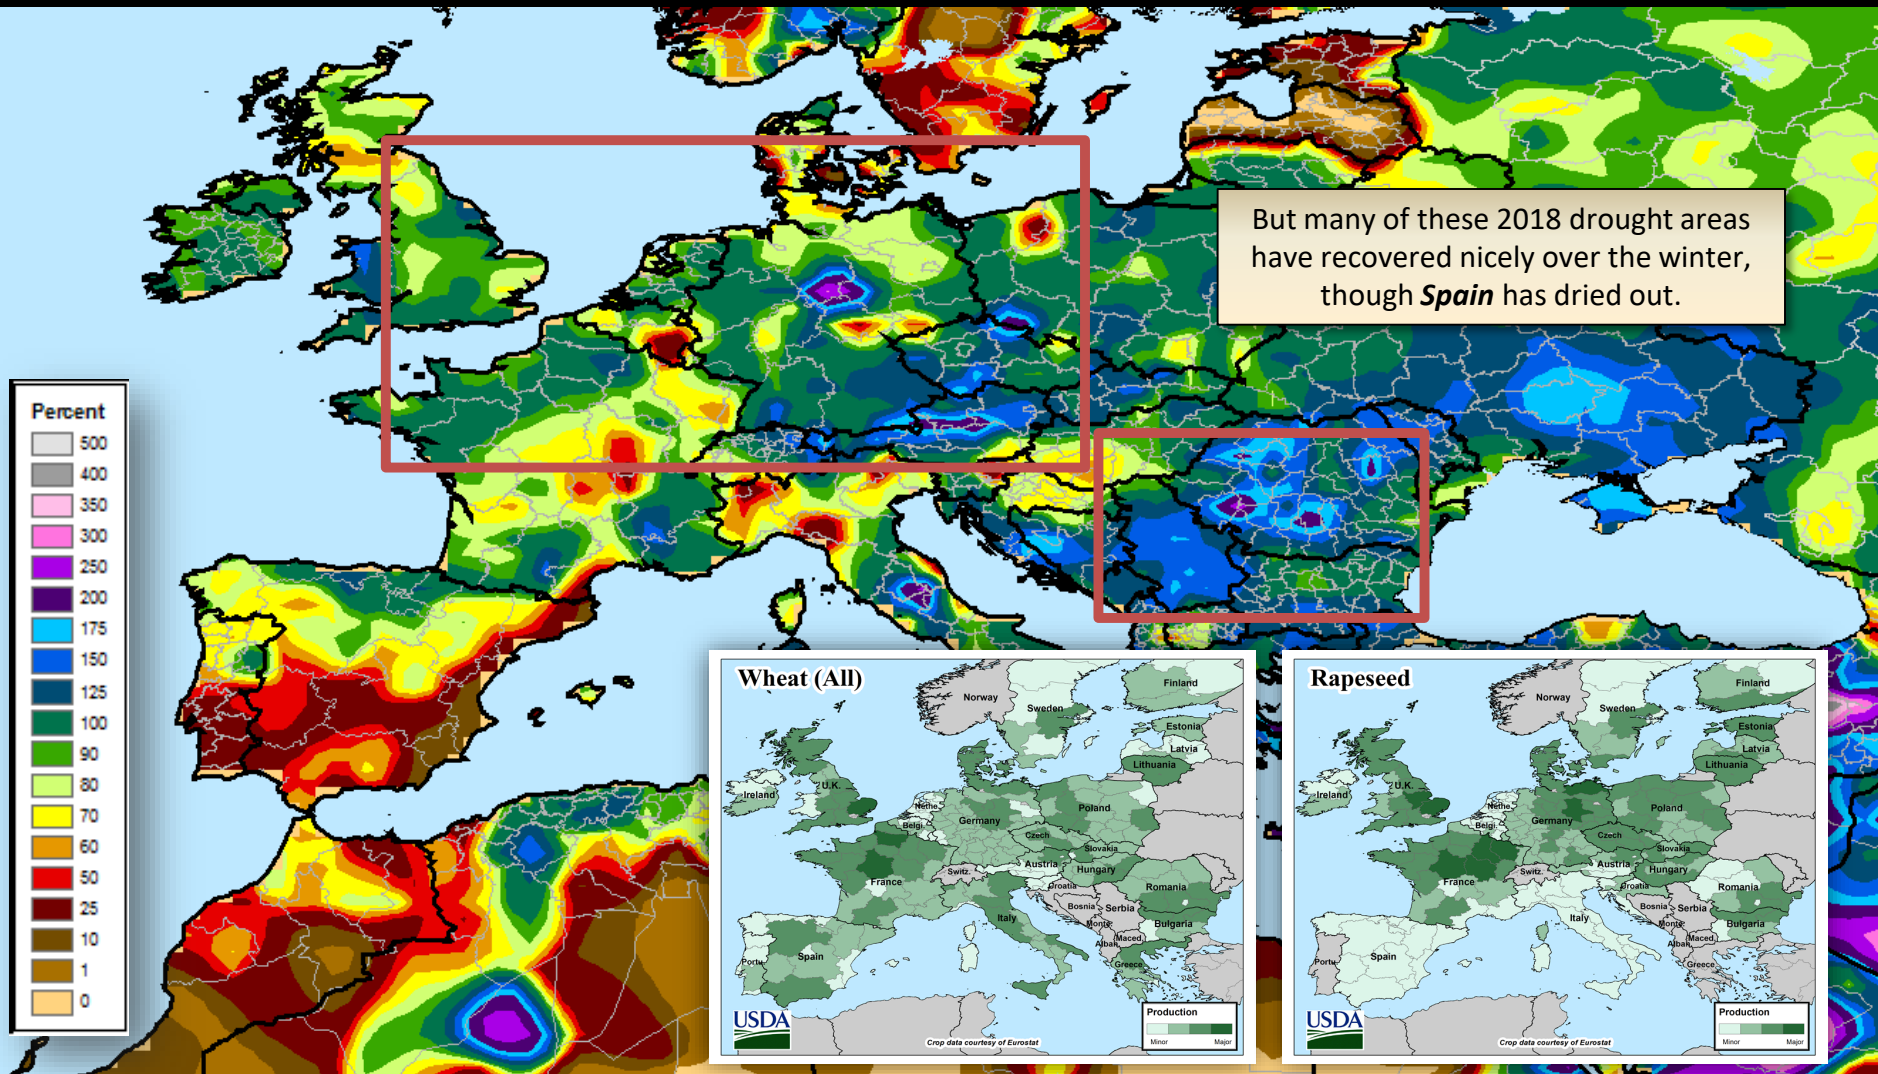 But many of these 2018 drought areas
have recovered nicely over the winter,
though Spain has dried out.
Percent
500
400
350
300
250
200
175
150
125
100
90
80
70
60
50
25
10
1
0
Wheat (All)
Norway
Sweden
Finland
Estonia
Latvia
Lithuania
Ireland
U.K.
Nethe.
Belgi.
Germany
Poland
Czech
Slovakia
Austria
Hungary
Switz.
France
Croatia
Romania
Bosnia
Serbia
Monte
Bulgaria
Italy
Maced.
Alban.
Greece
Spain
Portu.
Production
Minor
Major
USDA
Crop data courtesy of Eurostat
Rapeseed
Norway
Sweden
Finland
Estonia
Latvia
Lithuania
Ireland
U.K.
Nethe.
Belgi.
Germany
Poland
Czech
Slovakia
Austria
Hungary
Switz.
France
Croatia
Romania
Bosnia
Serbia
Monte
Bulgaria
Italy
Maced.
Alban.
Greece
Spain
Portu.
Production
Minor
Major
USDA
Crop data courtesy of Eurostat